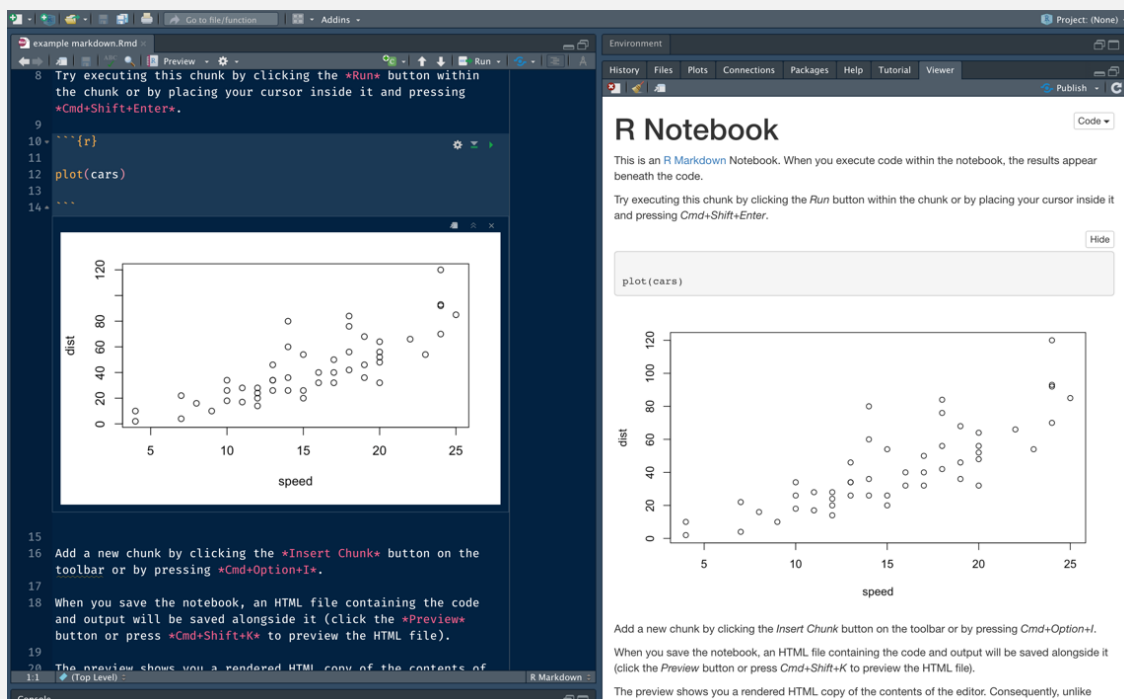 Go to file/function
Addins
Project: (None)
example markdown.Rmd
Preview
Run
8 Try executing this chunk by clicking the *Run* button within
the chunk or by placing your cursor inside it and pressing
*Cmd+Shift+Enter*.
9
10 ```{r}
11
12 plot(cars)
13
14 ```
120
80
60
40
20
0
dist
5 10 15 20 25
speed
15
16 Add a new chunk by clicking the *Insert Chunk* button on the
toolbar or by pressing *Cmd+Option+I*.
17
18 When you save the notebook, an HTML file containing the code
and output will be saved alongside it (click the *Preview*
button or press *Cmd+Shift+K* to preview the HTML file).
19
20 The preview shows you a rendered HTML copy of the contents of
1:1 (Top Level) R Markdown
Console
Environment
History Files Plots Connections Packages Help Tutorial Viewer
Publish
R Notebook
Code
This is an R Markdown Notebook. When you execute code within the notebook, the results appear
beneath the code.
Try executing this chunk by clicking the Run button within the chunk or by placing your cursor inside it
and pressing Cmd+Shift+Enter.
Hide
plot(cars)
120
100
80
60
40
20
0
dist
5 10 15 20 25
speed
Add a new chunk by clicking the Insert Chunk button on the toolbar or by pressing Cmd+Option+I.
When you save the notebook, an HTML file containing the code and output will be saved alongside it
(click the Preview button or press Cmd+Shift+K to preview the HTML file).
The preview shows you a rendered HTML copy of the contents of the editor. Consequently, unlike